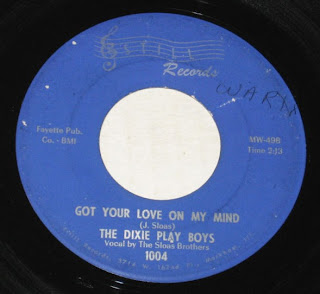 Records
WARN
Fayette Pub.
Co. - BMI
MW-498
Time 2:13
GOT YOUR LOVE ON MY MIND
(J. Sloas)
THE DIXIE PLAY BOYS
Vocal by The Sloas Brothers
1004
Records,